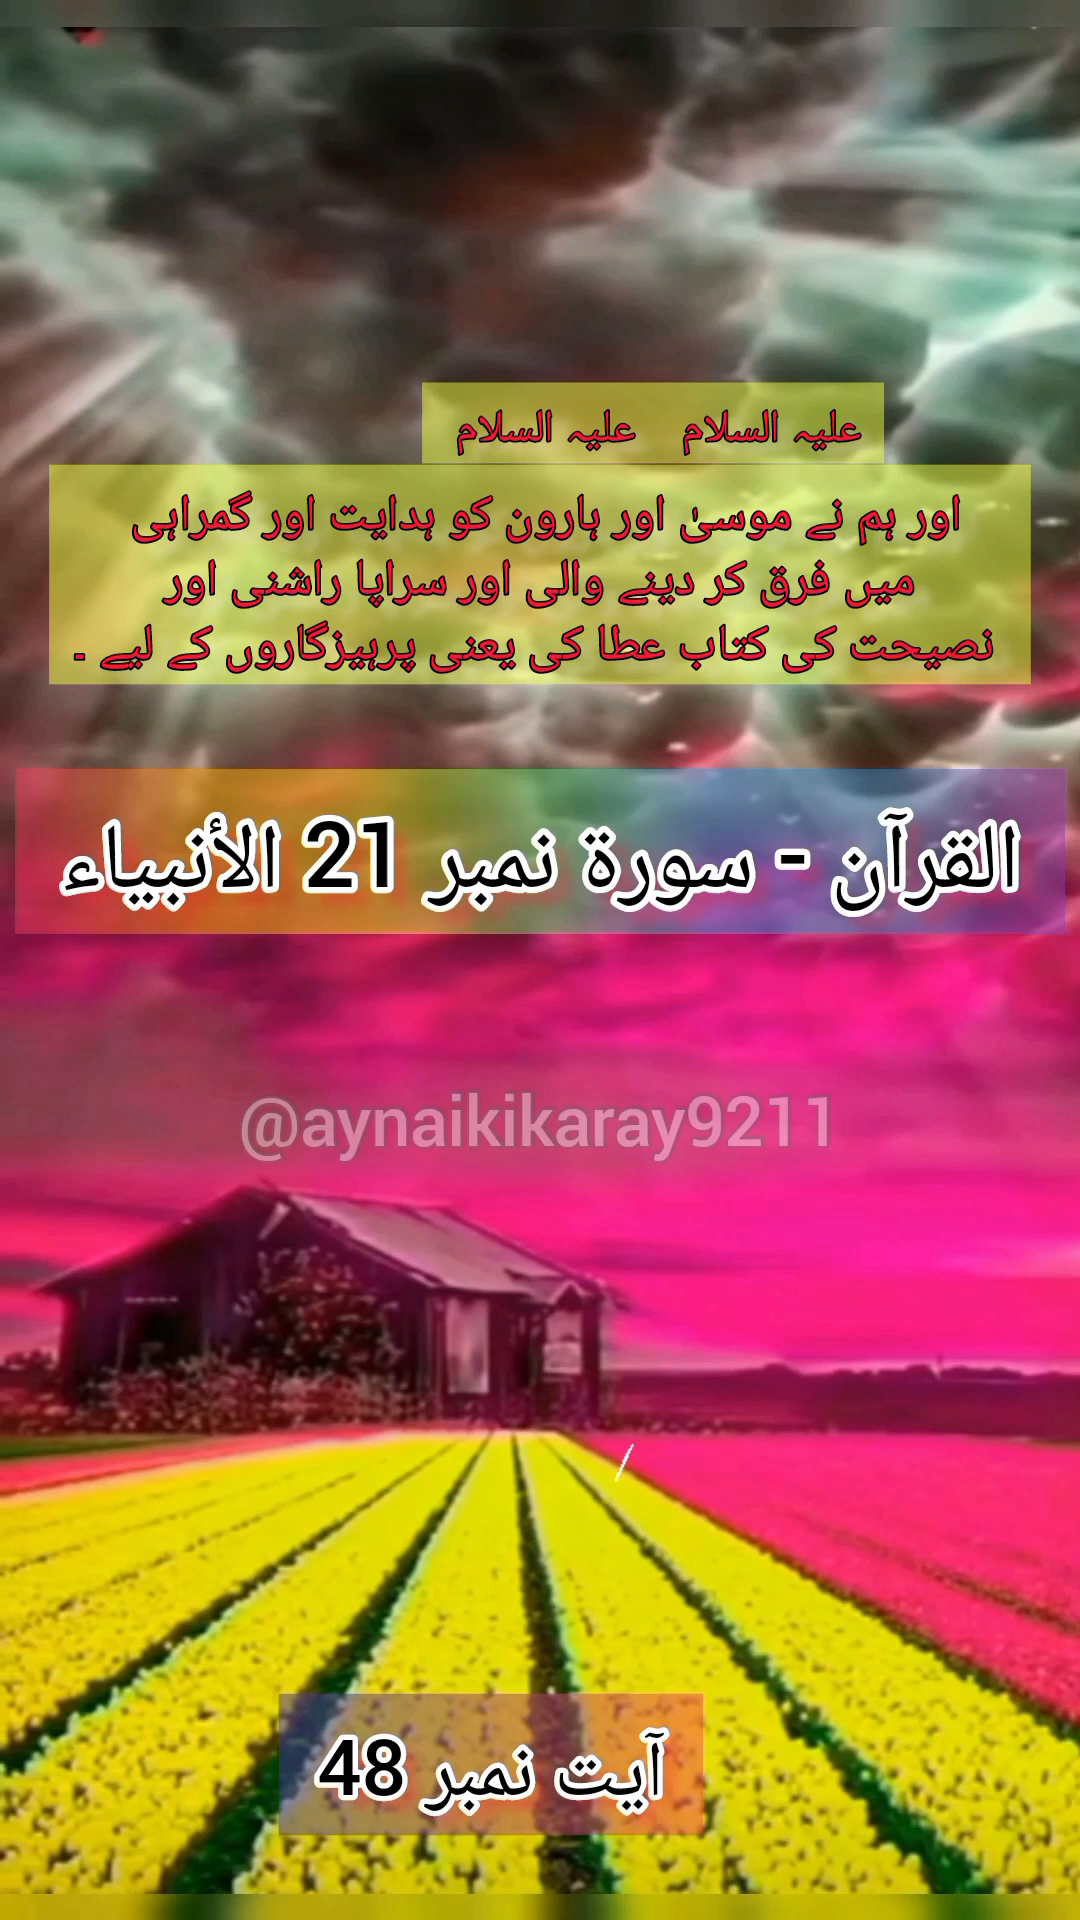 علیہ السلام علیہ السلام
اور ہم نے موسیٰ اور ہارون کو ہدایت اور گمراہی
میں فرق کر دینے والی اور سراپا راشنی اور
نصیحت کی کتاب عطا کی یعنی پرہیزگاروں کے لیے ۔
القرآن - سورة نمبر 21 الأنبياء
@aynaikikaray9211
آیت نمبر 48